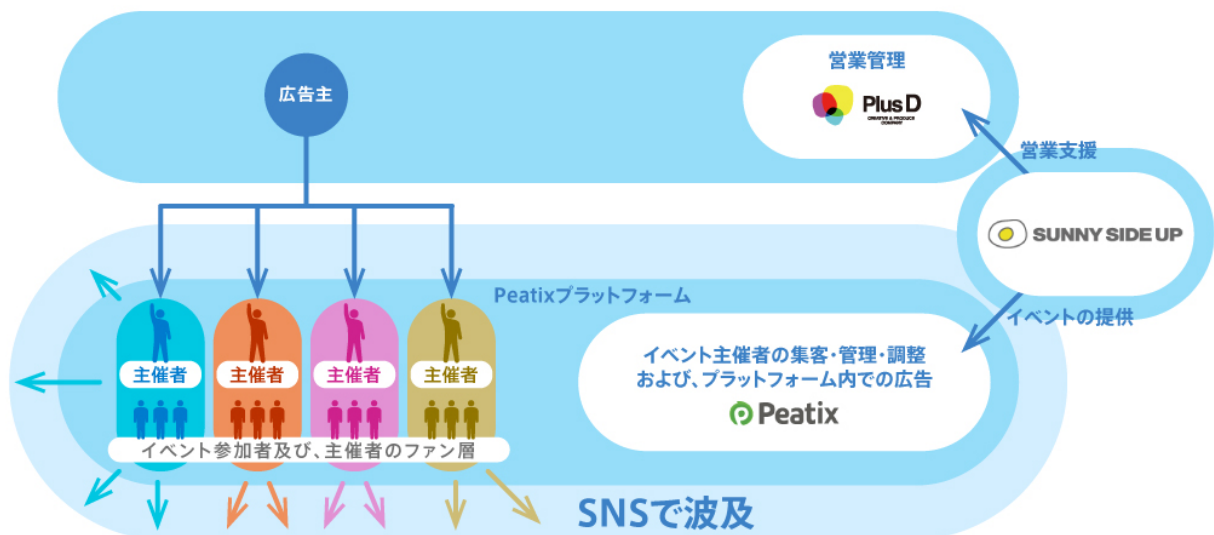 営業管理
Plus D
CREATIVE & PRODUCE
COMPANY
広告主
営業支援
SUNNY SIDE UP
Peatixプラットフォーム
イベントの提供
イベント主催者の集客・管理・調整
および、プラットフォーム内での広告
Peatix
主催者
主催者
主催者
主催者
イベント参加者及び、主催者のファン層
SNSで波及